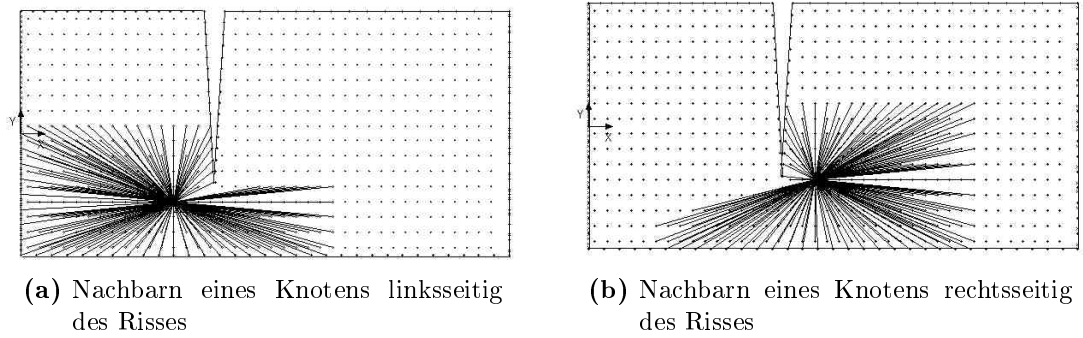 Y
X
Y
X
(a) Nachbarn eines Knotens linksseitig
des Risses
(b) Nachbarn eines Knotens rechtsseitig
des Risses